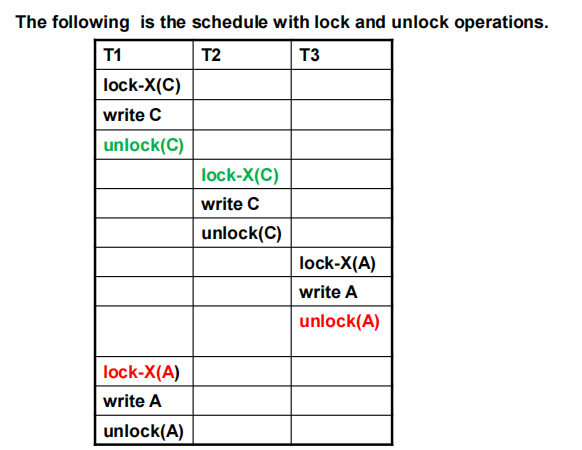 The following is the schedule with lock and unlock operations.
T1 T2 T3
lock-X(C)
write C
unlock(C)
lock-X(C)
write C
unlock(C)
lock-X(A)
write A
unlock(A)
lock-X(A)
write A
unlock(A)